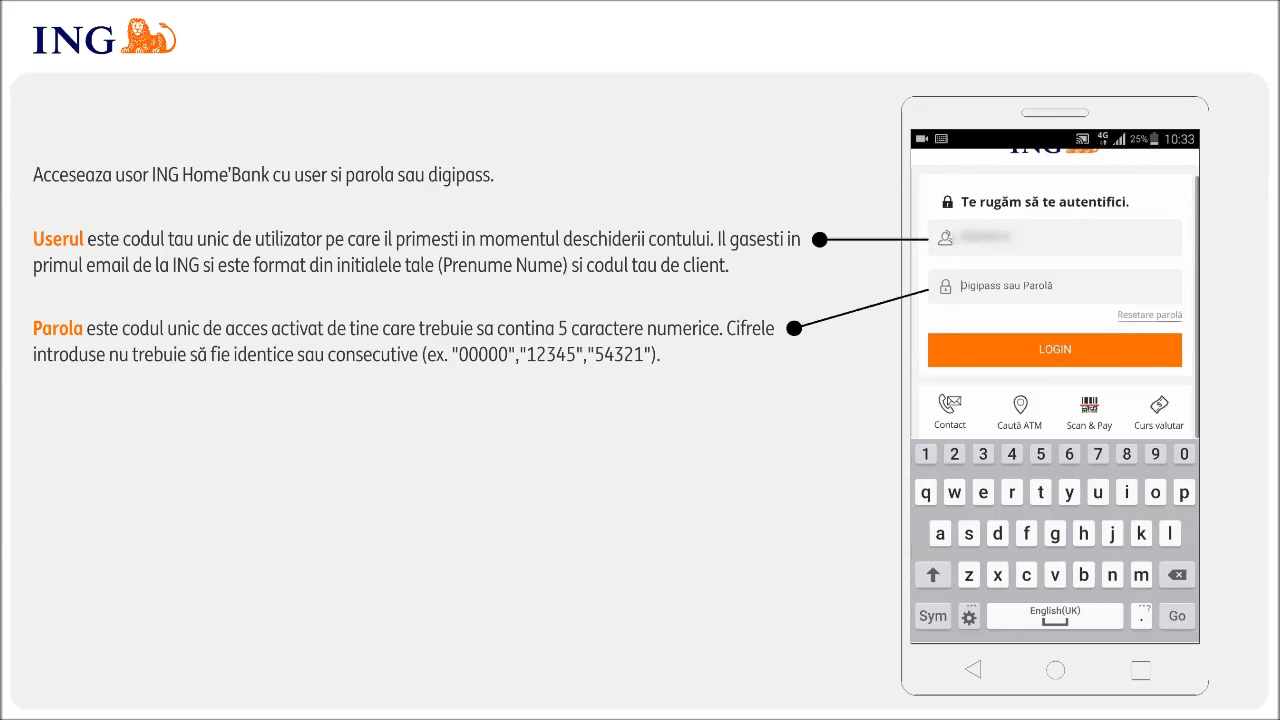 ING
Acceseaza usor ING Home'Bank cu user si parola sau digipass.
Userul este codul tau unic de utilizator pe care il primesti in momentul deschiderii contului. Il gasesti in
primul email de la ING si este format din initialele tale (Prenume Nume) si codul tau de client.
Parola este codul unic de acces activat de tine care trebuie sa contina 5 caractere numerice. Cifrele
introduse nu trebuie să fie identice sau consecutive (ex. "00000","12345","54321").
4G 25% 10:33
ING
Te rugăm să te autentifici.
Digipass sau Parolă
Resetare parolă
LOGIN
Contact Caută ATM Scan & Pay Curs valutar
1 2 3 4 5 6 7 8 9 0
q w e r t y u i o p
a s d f g h j k l
z x c v b n m
Sym English(UK) . Go